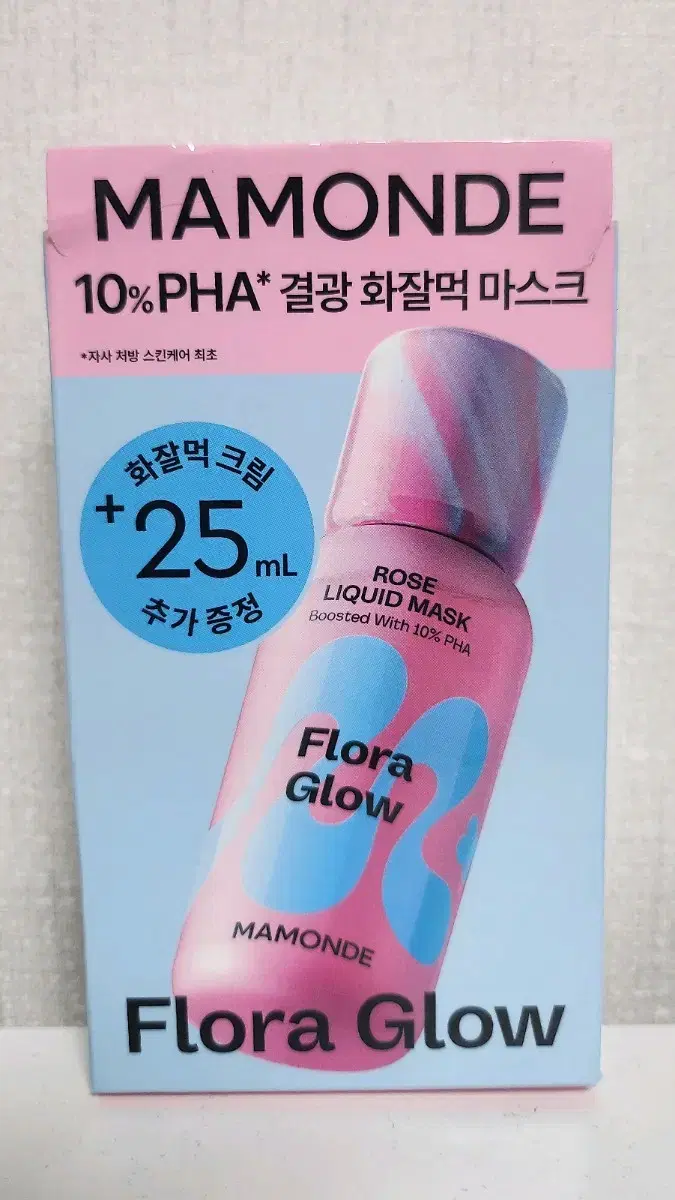 MAMONDE
10%PHA* 결광 화잘먹 마스크
*자사 처방 스킨케어 최초
화잘먹 크림
+25mL
추가 증정
ROSE
LIQUID MASK
Boosted With 10% PHA
Flora
Glow
MAMONDE
Flora Glow